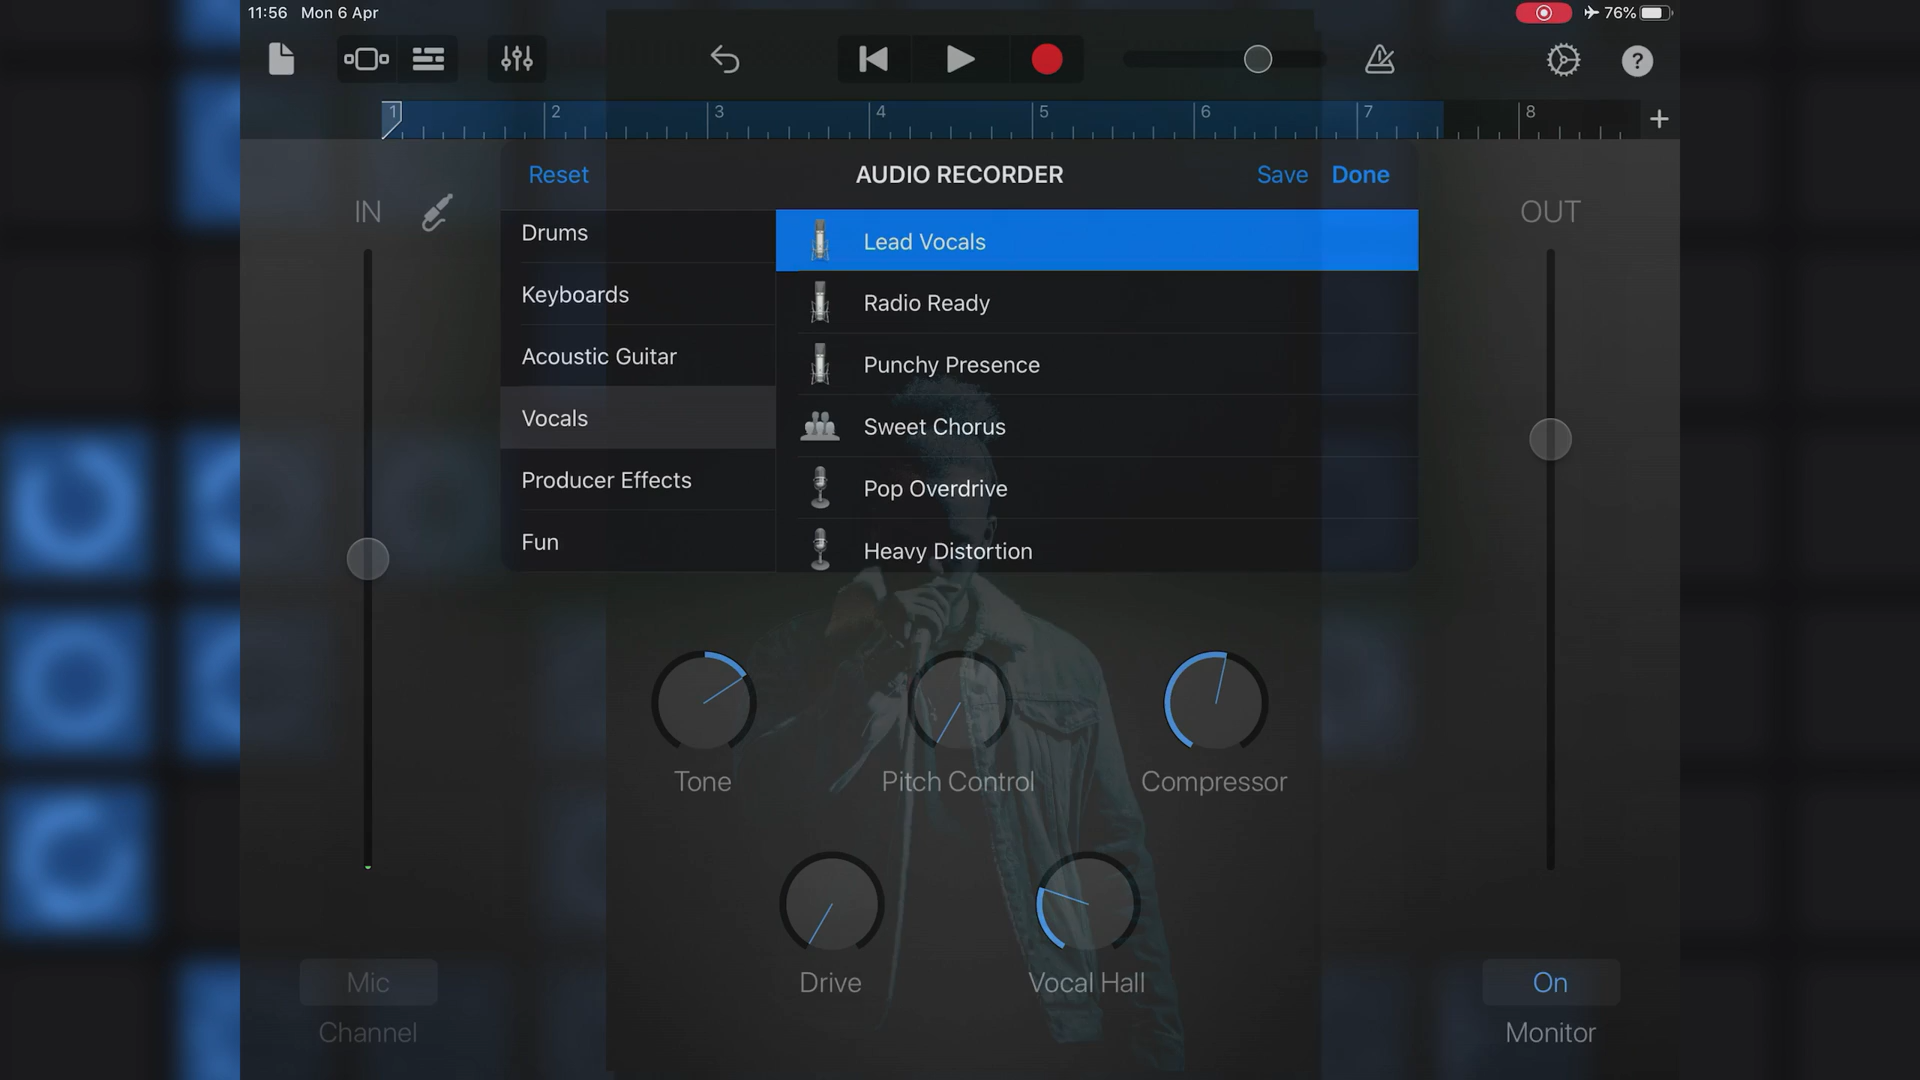 11:56 Mon 6 Apr
76%
?
1 2 3 4 5 6 7 8 +
Reset AUDIO RECORDER Save Done
IN
OUT
Drums
Keyboards
Acoustic Guitar
Vocals
Producer Effects
Fun
Lead Vocals
Radio Ready
Punchy Presence
Sweet Chorus
Pop Overdrive
Heavy Distortion
Tone Pitch Control Compressor
Drive Vocal Hall
Mic
Channel
On
Monitor